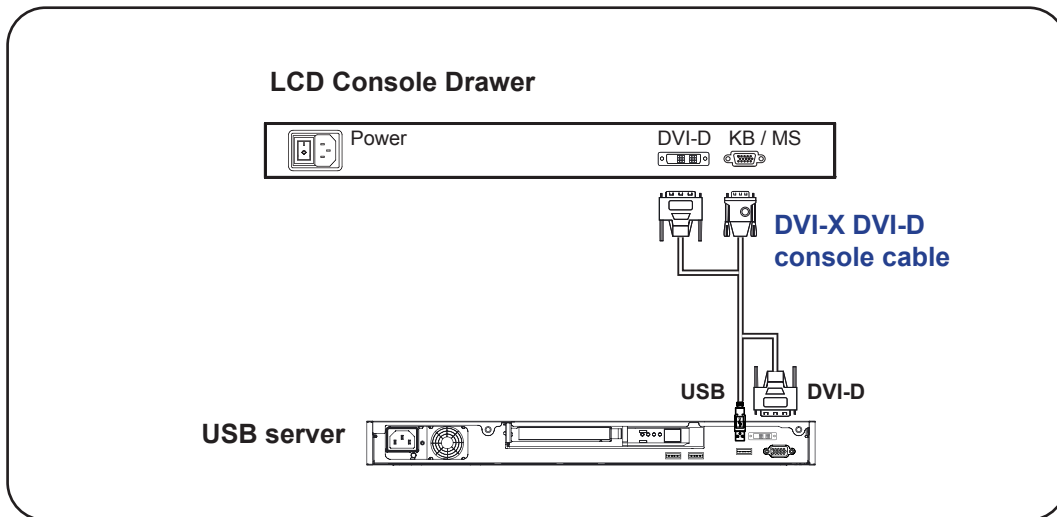 LCD Console Drawer
Power
DVI-D
KB / MS
DVI-X DVI-D
console cable
USB
DVI-D
USB server